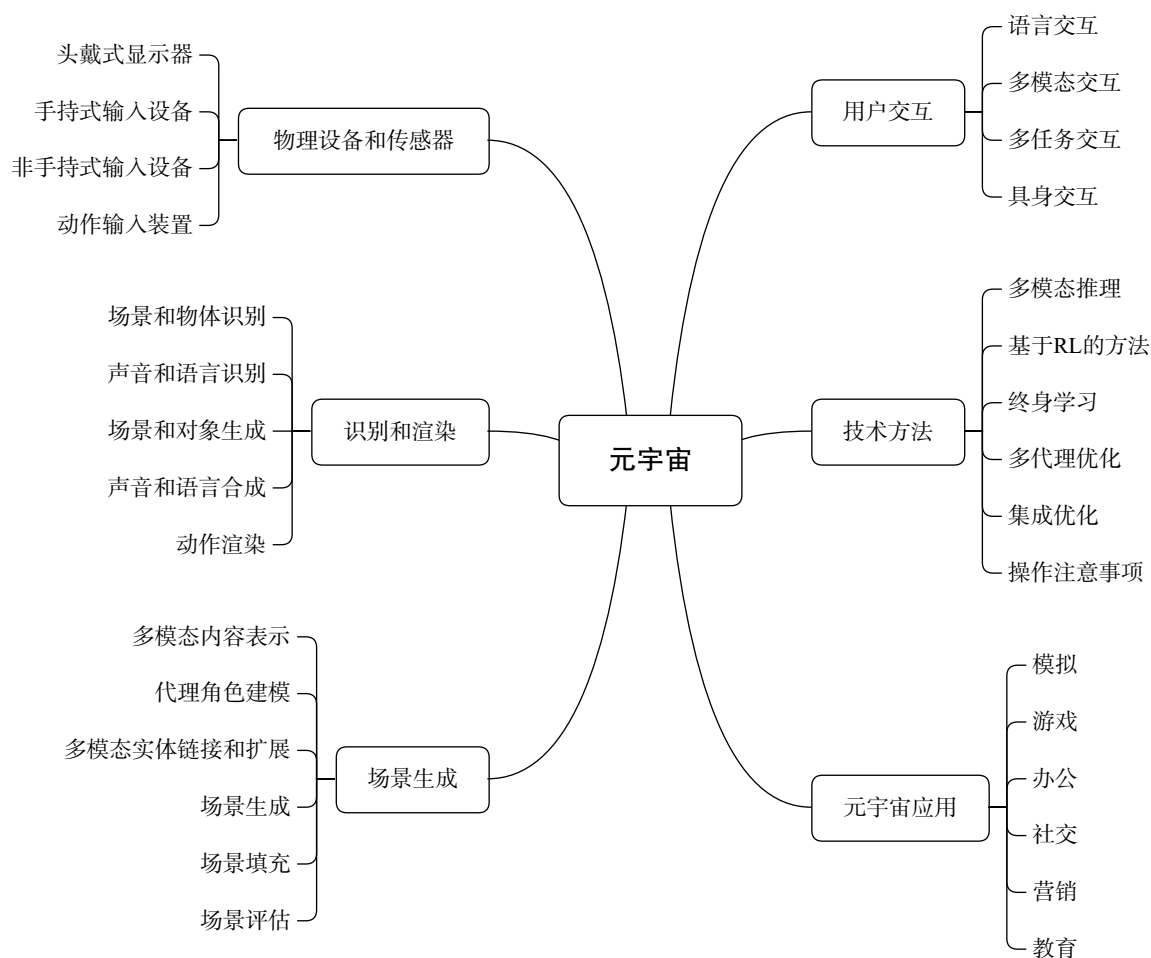 元宇宙
物理设备和传感器
头戴式显示器
手持式输入设备
非手持式输入设备
动作输入装置
识别和渲染
场景和物体识别
声音和语言识别
场景和对象生成
声音和语言合成
动作渲染
场景生成
多模态内容表示
代理角色建模
多模态实体链接和扩展
场景生成
场景填充
场景评估
用户交互
语言交互
多模态交互
多任务交互
具身交互
技术方法
多模态推理
基于RL的方法
终身学习
多代理优化
集成优化
操作注意事项
元宇宙应用
模拟
游戏
办公
社交
营销
教育